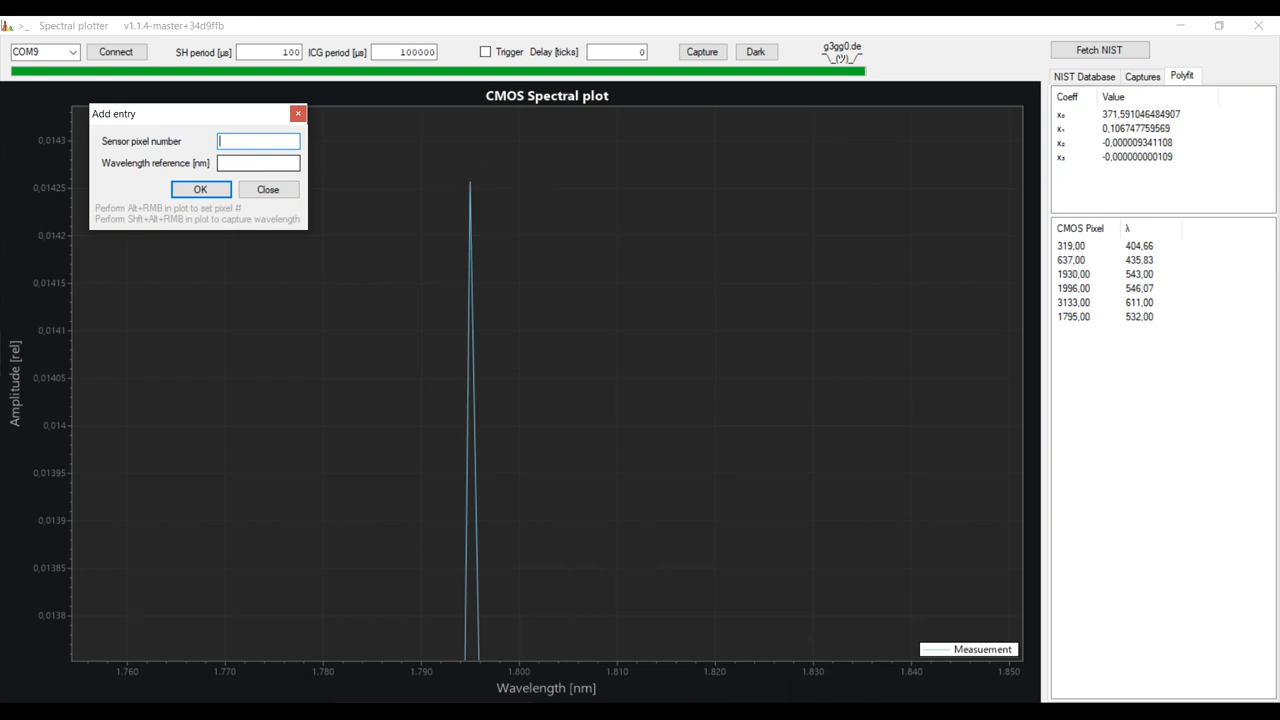 >_ Spectral plotter v1.1.4-master+34d9ffb
COM9 Connect SH period [µs] 100 ICG period [µs] 100000 Trigger Delay [ticks] 0 Capture Dark
g3gg0.de
¯\_(ツ)_/¯
Fetch NIST
NIST Database Captures Polyfit
Coeff Value
x₀ 371,591046484907
x₁ 0,106747759569
x₂ -0,000009341108
x₃ -0,000000000109
CMOS Pixel λ
319,00 404,66
637,00 435,83
1930,00 543,00
1996,00 546,07
3133,00 611,00
1795,00 532,00
CMOS Spectral plot
Add entry
Sensor pixel number
Wavelength reference [nm]
OK Close
Perform Alt+RMB in plot to set pixel #
Perform Shft+Alt+RMB in plot to capture wavelength
Amplitude [rel]
0,0143
0,01425
0,0142
0,01415
0,0141
0,01405
0,014
0,01395
0,0139
0,01385
0,0138
Measuement
1.760 1.770 1.780 1.790 1.800 1.810 1.820 1.830 1.840 1.850
Wavelength [nm]